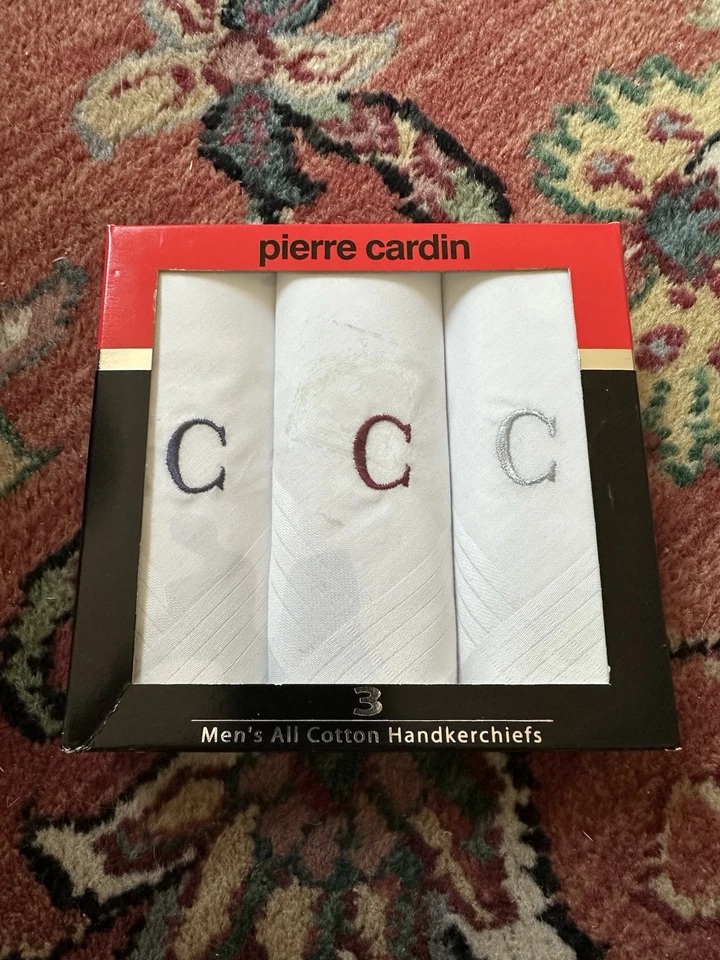 pierre cardin
C C C
3
Men's All Cotton Handkerchiefs